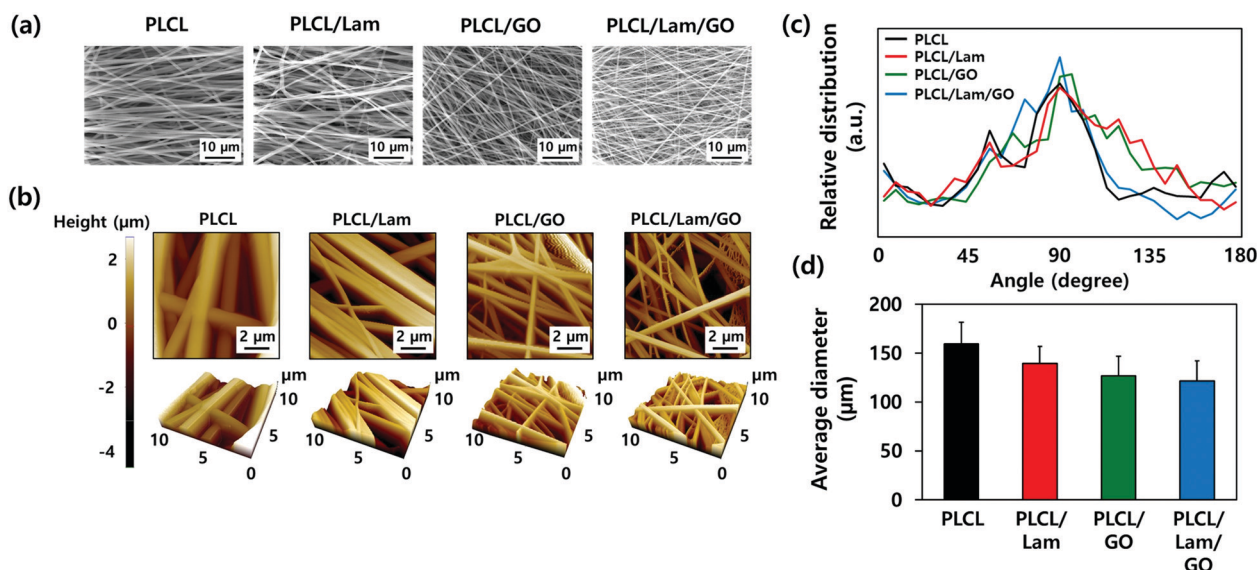 (a)
PLCL
PLCL/Lam
PLCL/GO
PLCL/Lam/GO
10 μm
10 μm
10 μm
10 μm
(b)
Height (μm)
PLCL
PLCL/Lam
PLCL/GO
PLCL/Lam/GO
2
0
-2
-4
2 μm
2 μm
2 μm
2 μm
μm
10
5
0
5
10
μm
10
5
0
5
10
μm
10
5
0
5
10
μm
10
5
0
5
10
(c)
PLCL
PLCL/Lam
PLCL/GO
PLCL/Lam/GO
Relative distribution
(a.u.)
0
45
90
135
180
Angle (degree)
(d)
Average diameter
(μm)
200
150
100
50
0
PLCL
PLCL/
Lam
PLCL/
GO
PLCL/
Lam/
GO